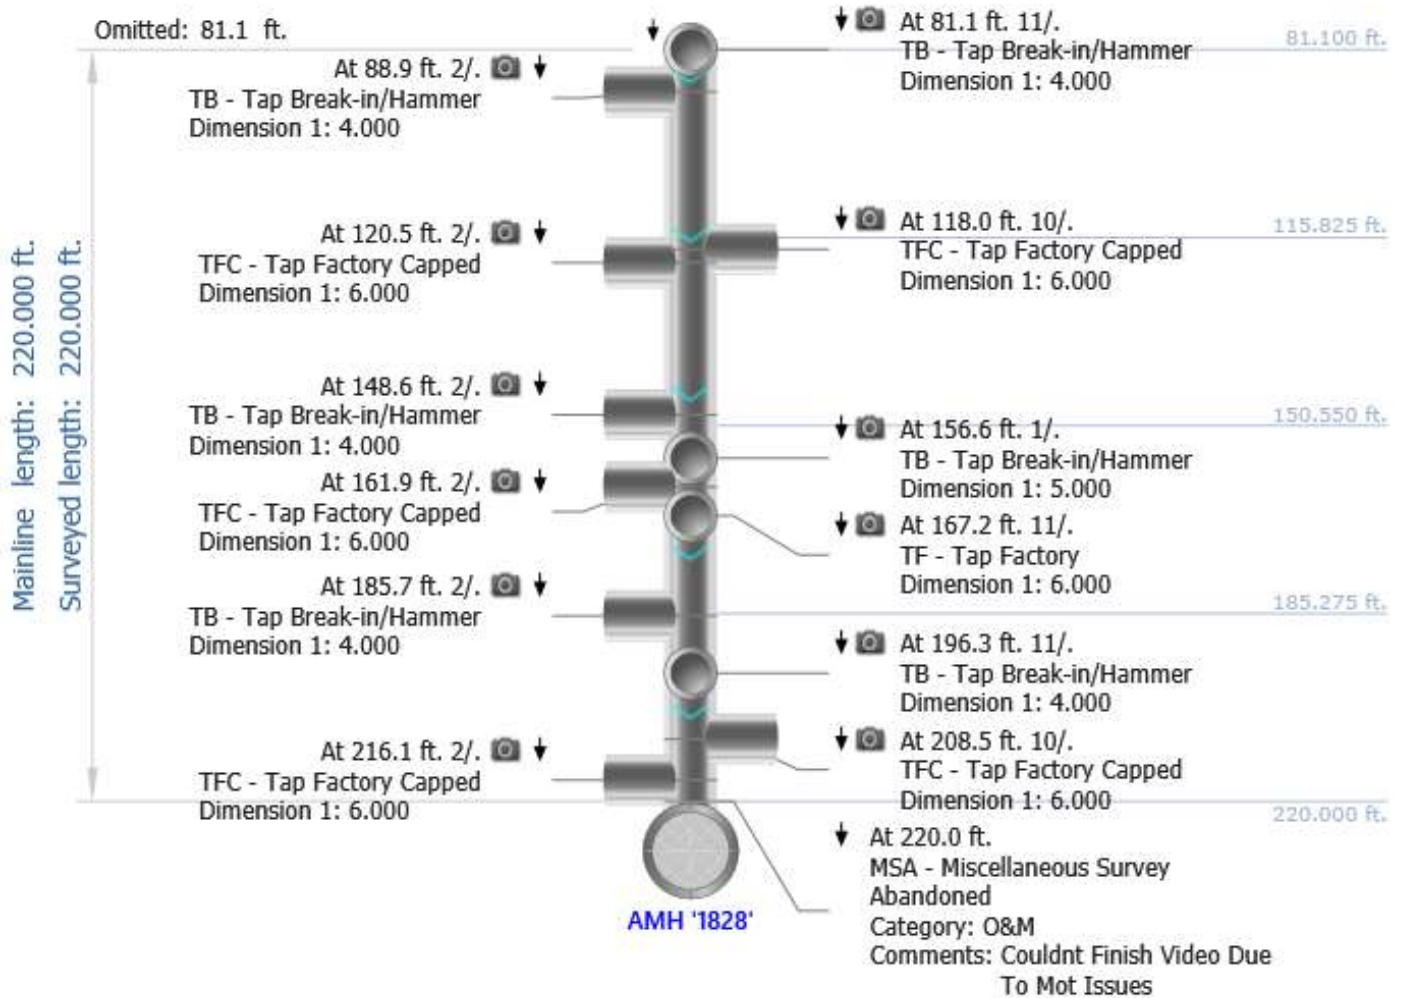 Omitted: 81.1 ft.
At 81.1 ft. 11/.
TB - Tap Break-in/Hammer
Dimension 1: 4.000
81.100 ft.
At 88.9 ft. 2/.
TB - Tap Break-in/Hammer
Dimension 1: 4.000
At 118.0 ft. 10/.
TFC - Tap Factory Capped
Dimension 1: 6.000
115.825 ft.
At 120.5 ft. 2/.
TFC - Tap Factory Capped
Dimension 1: 6.000
Mainline length: 220.000 ft.
Surveyed length: 220.000 ft.
At 148.6 ft. 2/.
TB - Tap Break-in/Hammer
Dimension 1: 4.000
150.550 ft.
At 156.6 ft. 1/.
TB - Tap Break-in/Hammer
Dimension 1: 5.000
At 161.9 ft. 2/.
TFC - Tap Factory Capped
Dimension 1: 6.000
At 167.2 ft. 11/.
TF - Tap Factory
Dimension 1: 6.000
At 185.7 ft. 2/.
TB - Tap Break-in/Hammer
Dimension 1: 4.000
185.275 ft.
At 196.3 ft. 11/.
TB - Tap Break-in/Hammer
Dimension 1: 4.000
At 208.5 ft. 10/.
TFC - Tap Factory Capped
Dimension 1: 6.000
At 216.1 ft. 2/.
TFC - Tap Factory Capped
Dimension 1: 6.000
220.000 ft.
At 220.0 ft.
MSA - Miscellaneous Survey
Abandoned
Category: O&M
Comments: Couldnt Finish Video Due
To Mot Issues
AMH '1828'